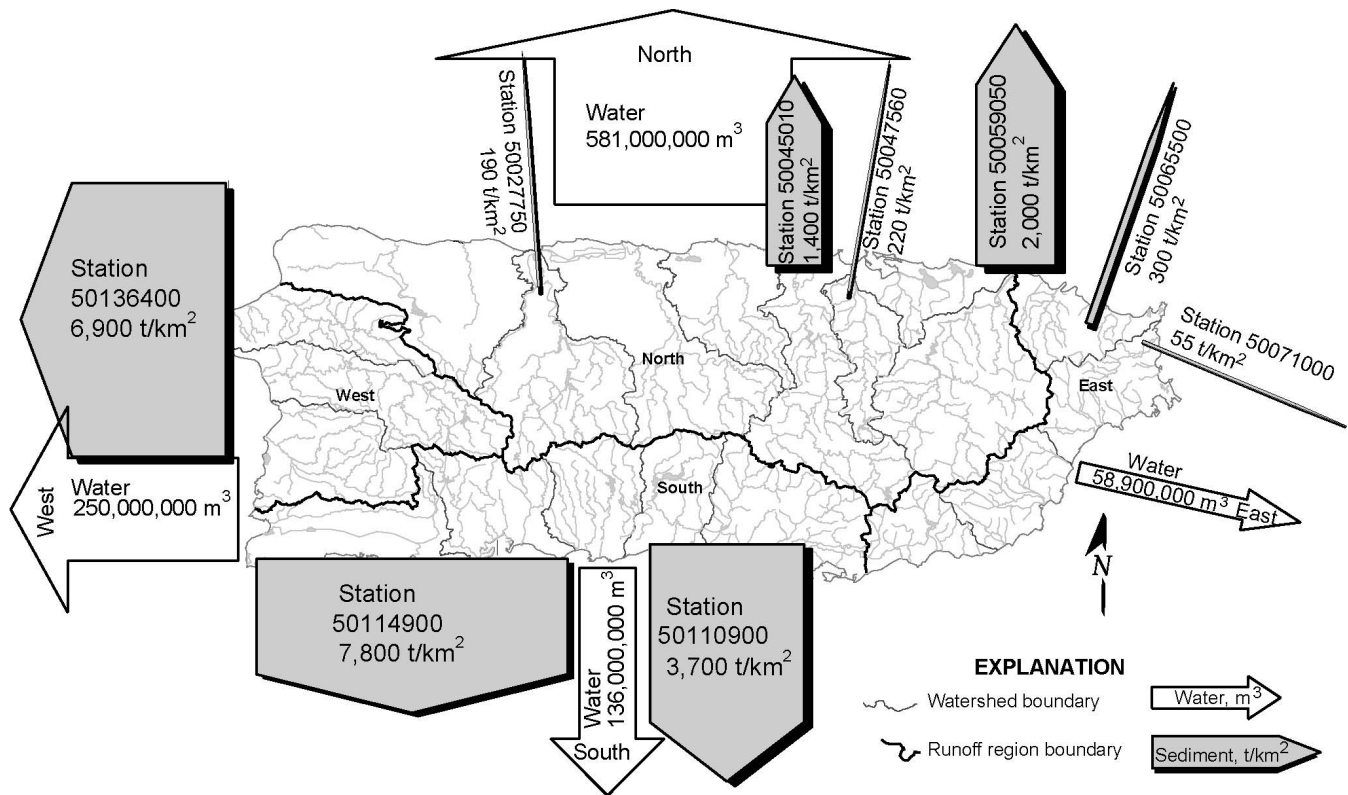 North
Water
581,000,000 m³
Station 50027750
190 t/km²
Station 50045010
1,400 t/km²
Station 50047560
220 t/km²
Station 50059050
2,000 t/km²
Station 50065500
300 t/km²
Station 50071000
55 t/km²
Station
50136400
6,900 t/km²
West
North
East
South
West
Water
250,000,000 m³
Water
58,900,000 m³ East
N
Station
50114900
7,800 t/km²
Water
136,000,000 m³
South
Station
50110900
3,700 t/km²
EXPLANATION
Watershed boundary
Water, m³
Runoff region boundary
Sediment, t/km²